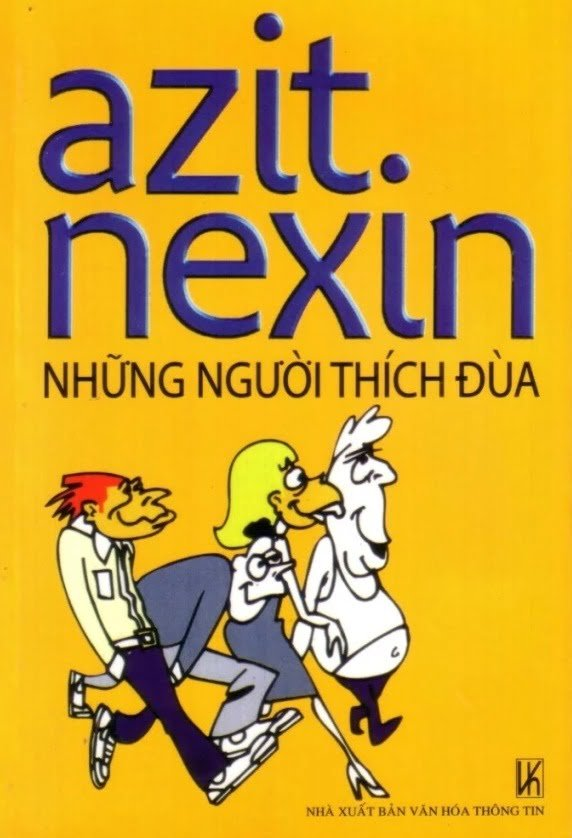 azit
nexin
NHỮNG NGƯỜI THÍCH ĐÙA
NHÀ XUẤT BẢN VĂN HÓA THÔNG TIN